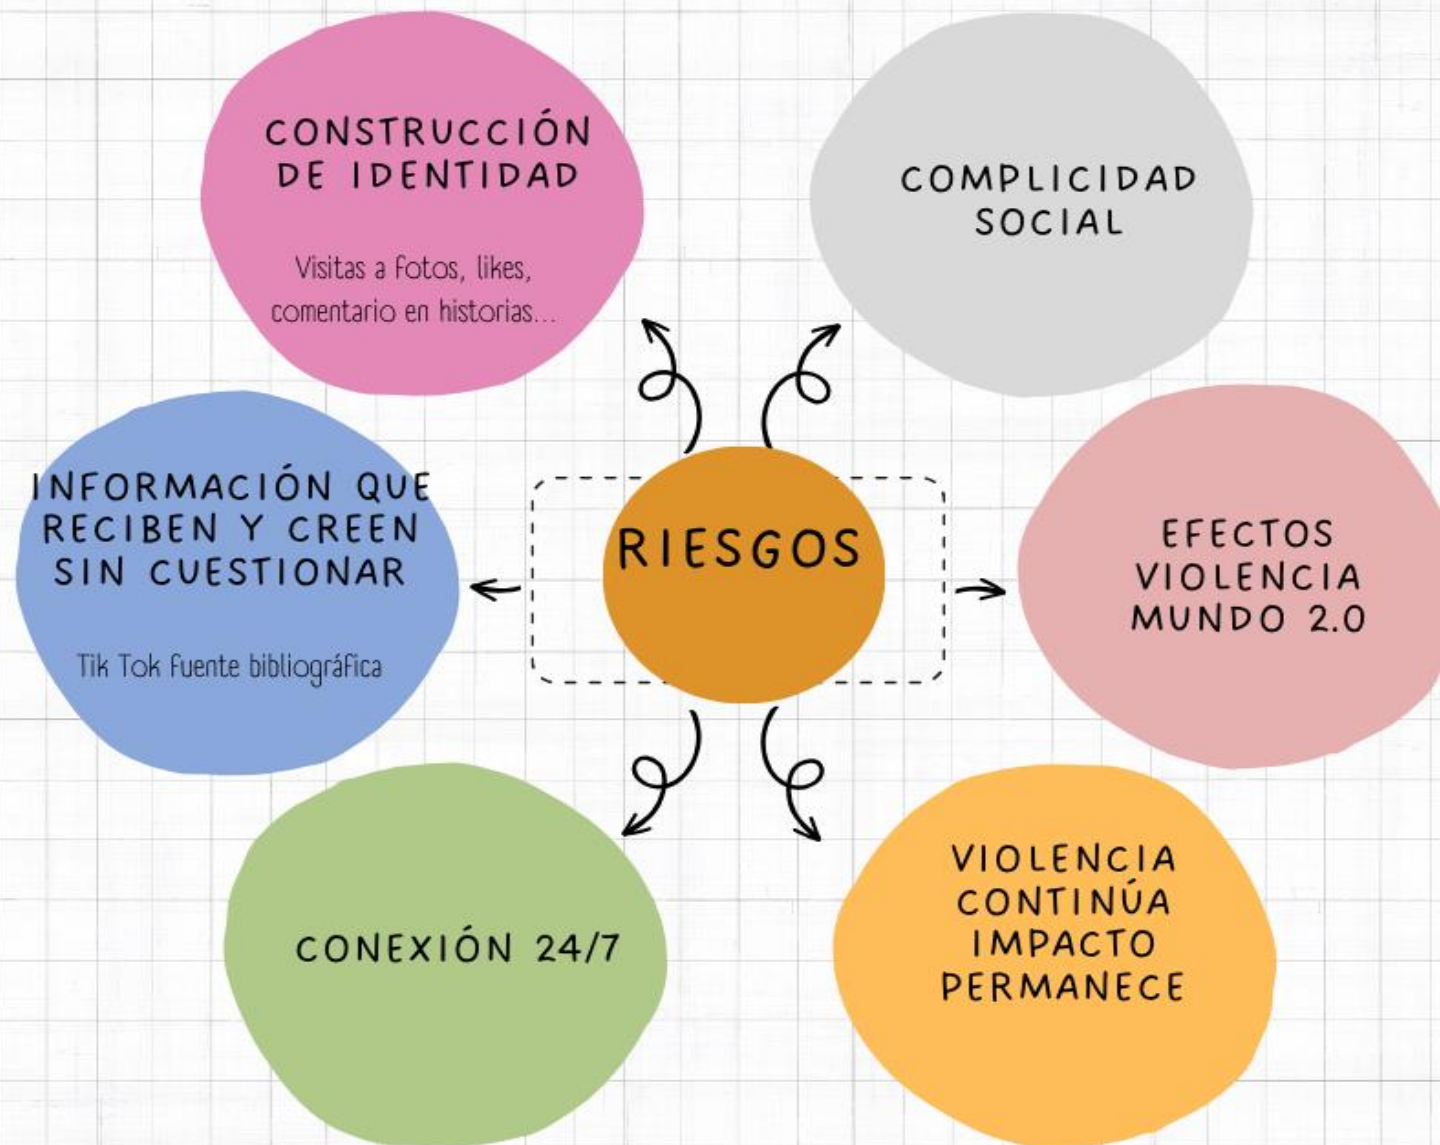 CONSTRUCCIÓN
DE IDENTIDAD
Visitas a fotos, likes,
comentario en historias...
COMPLICIDAD
SOCIAL
INFORMACIÓN QUE
RECIBEN Y CREEN
SIN CUESTIONAR
Tik Tok fuente bibliográfica
RIESGOS
EFECTOS
VIOLENCIA
MUNDO 2.0
CONEXIÓN 24/7
VIOLENCIA
CONTINÚA
IMPACTO
PERMANECE